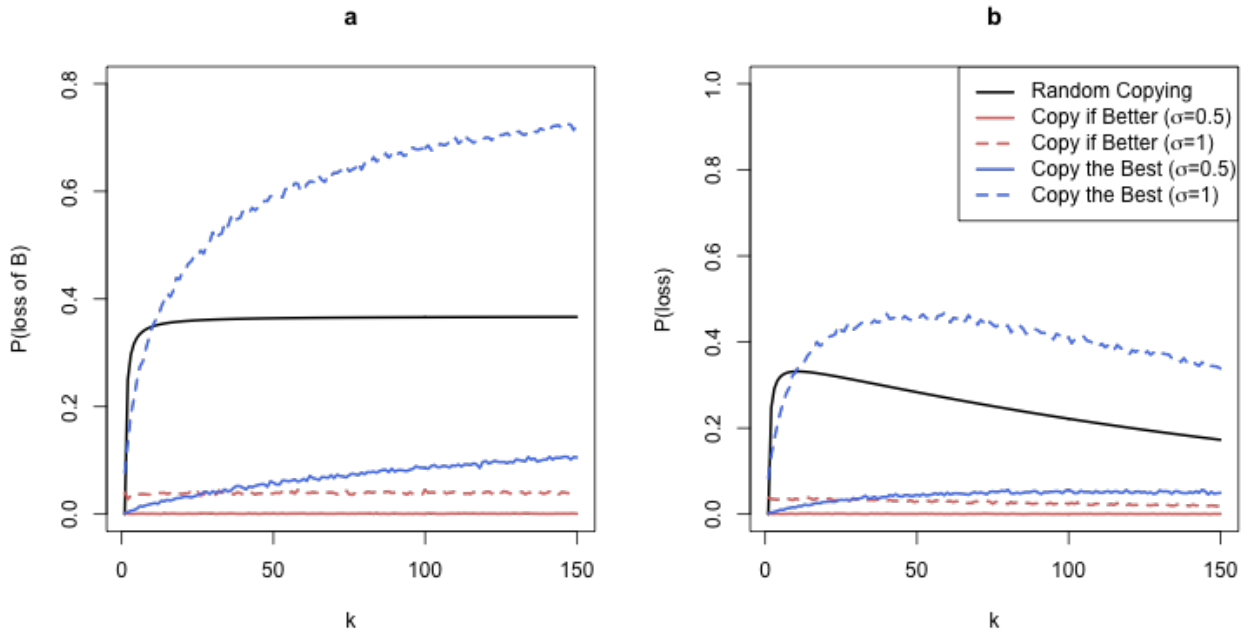 a
P(loss of B)
0.8
0.6
0.4
0.2
0.0
0 50 100 150
k
b
P(loss)
1.0
0.8
0.6
0.4
0.2
0.0
0 50 100 150
k
Random Copying
Copy if Better (σ=0.5)
Copy if Better (σ=1)
Copy the Best (σ=0.5)
Copy the Best (σ=1)